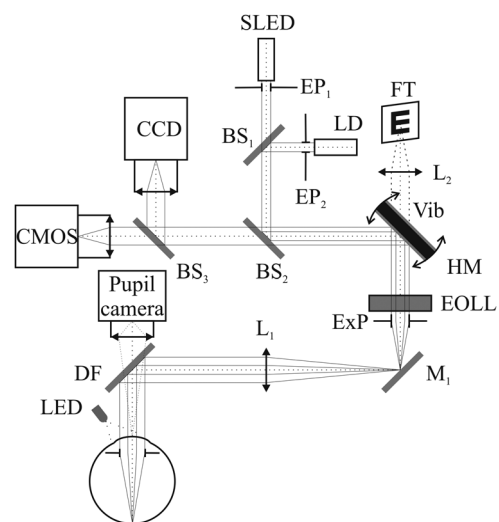 SLED
EP1
FT
E
CCD
BS1
LD
EP2
L2
Vib
CMOS
BS3
BS2
HM
Pupil
camera
EOLL
ExP
L1
DF
M1
LED